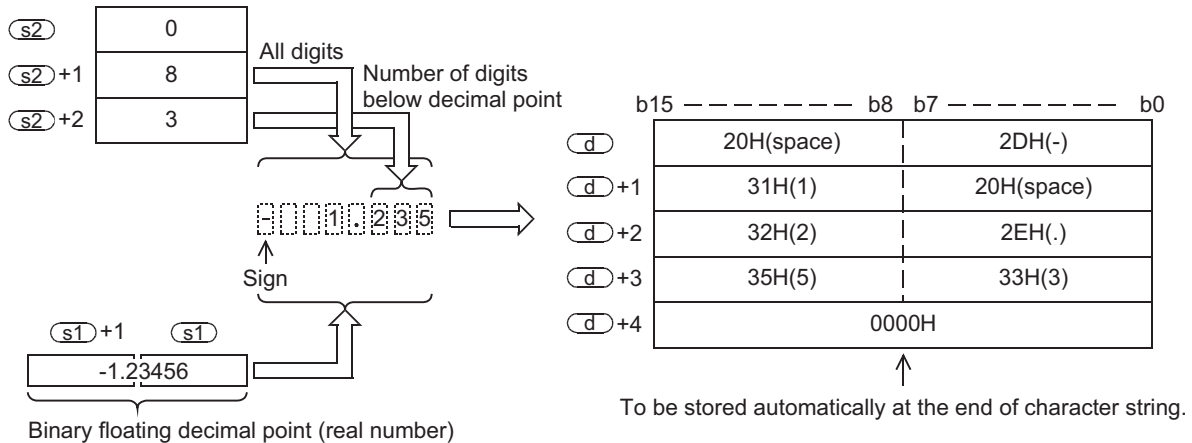 s2 0
All digits
s2 +1 8
Number of digits
below decimal point
s2 +2 3
- 1 . 2 3 5
Sign
s1 +1 s1
-1.23456
Binary floating decimal point (real number)
b15 b8 b7 b0
d 20H(space) 2DH(-)
d +1 31H(1) 20H(space)
d +2 32H(2) 2EH(.)
d +3 35H(5) 33H(3)
d +4 0000H
To be stored automatically at the end of character string.